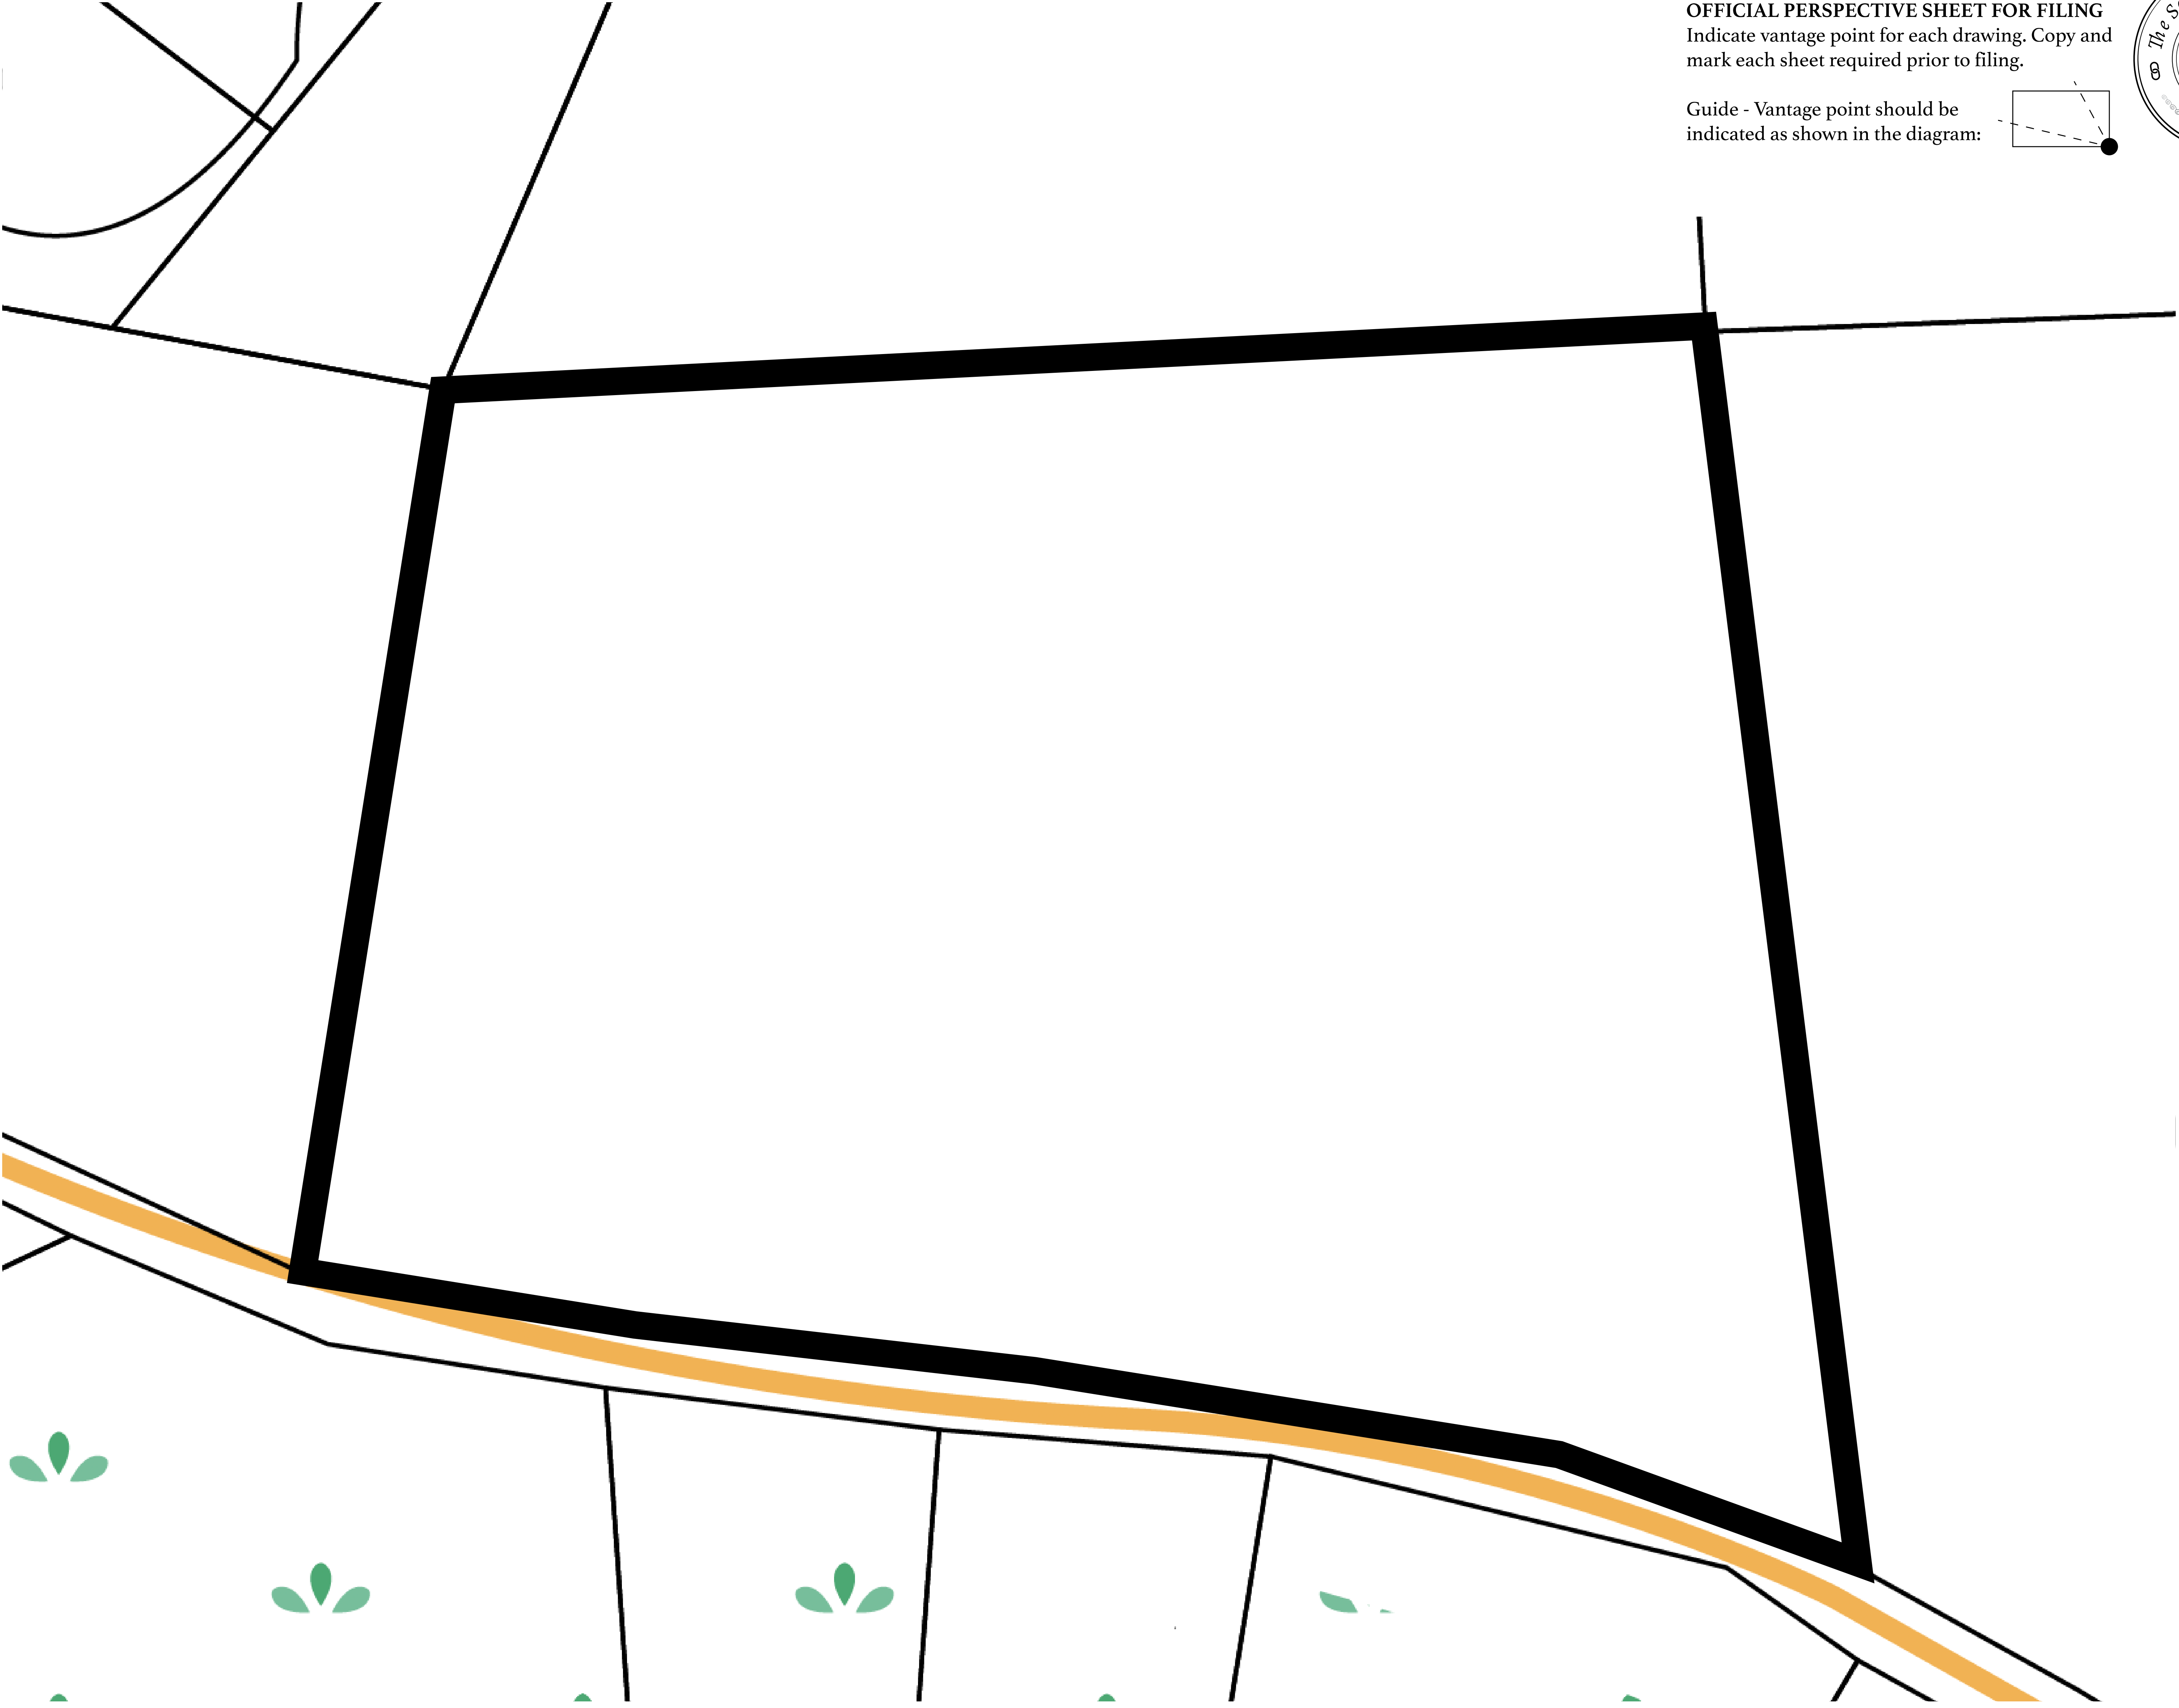 OFFICIAL PERSPECTIVE SHEET FOR FILING
Indicate vantage point for each drawing. Copy and
mark each sheet required prior to filing.
Guide - Vantage point should be
indicated as shown in the diagram:
The